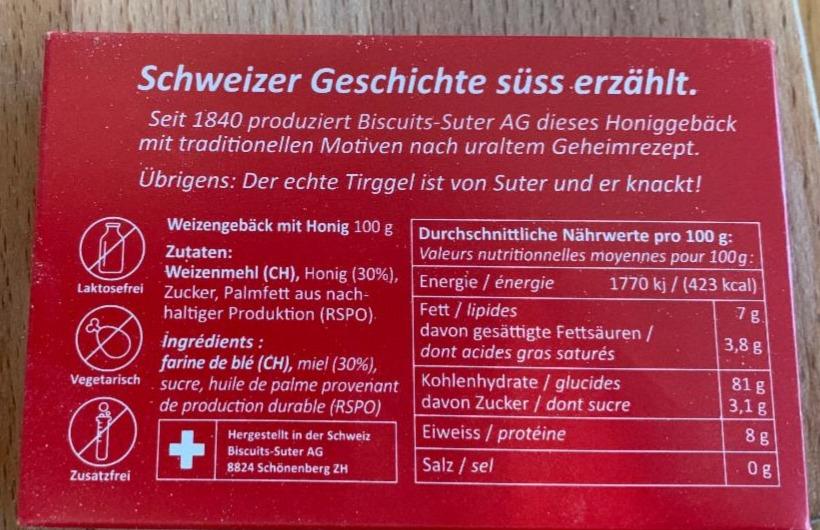 Schweizer Geschichte süss erzählt.
Seit 1840 produziert Biscuits-Suter AG dieses Honiggebäck
mit traditionellen Motiven nach uraltem Geheimrezept.
Übrigens: Der echte Tirggel ist von Suter und er knackt!
Laktosefrei
Vegetarisch
Zusatzfrei
Weizengebäck mit Honig 100 g
Zutaten:
Weizenmehl (CH), Honig (30%),
Zucker, Palmfett aus nach-
haltiger Produktion (RSPO)
Ingrédients :
farine de blé (CH), miel (30%),
sucre, huile de palme provenant
de production durable (RSPO)
Hergestellt in der Schweiz
Biscuits-Suter AG
8824 Schönenberg ZH
Durchschnittliche Nährwerte pro 100 g:
Valeurs nutritionnelles moyennes pour 100g:
Energie / énergie 1770 kj / (423 kcal)
Fett / lipides 7 g
davon gesättigte Fettsäuren /
dont acides gras saturés 3,8 g
Kohlenhydrate / glucides 81 g
davon Zucker / dont sucre 3,1 g
Eiweiss / protéine 8 g
Salz / sel 0 g